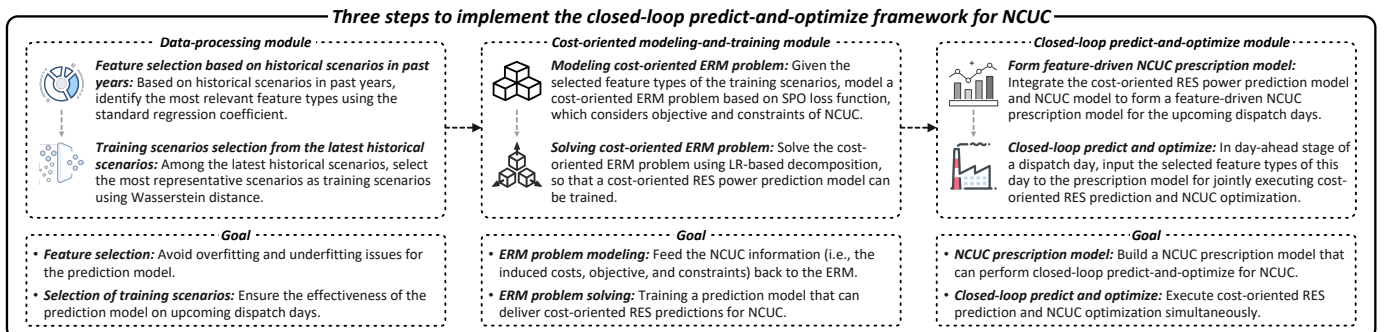 Three steps to implement the closed-loop predict-and-optimize framework for NCUC
Data-processing module
Feature selection based on historical scenarios in past
years: Based on historical scenarios in past years,
identify the most relevant feature types using the
standard regression coefficient.
Training scenarios selection from the latest historical
scenarios: Among the latest historical scenarios, select
the most representative scenarios as training scenarios
using Wasserstein distance.
Goal
• Feature selection: Avoid overfitting and underfitting issues for
the prediction model.
• Selection of training scenarios: Ensure the effectiveness of the
prediction model on upcoming dispatch days.
Cost-oriented modeling-and-training module
Modeling cost-oriented ERM problem: Given the
selected feature types of the training scenarios, model a
cost-oriented ERM problem based on SPO loss function,
which considers objective and constraints of NCUC.
Solving cost-oriented ERM problem: Solve the cost-
oriented ERM problem using LR-based decomposition,
so that a cost-oriented RES power prediction model can
be trained.
Goal
• ERM problem modeling: Feed the NCUC information (i.e., the
induced costs, objective, and constraints) back to the ERM.
• ERM problem solving: Training a prediction model that can
deliver cost-oriented RES predictions for NCUC.
Closed-loop predict-and-optimize module
Form feature-driven NCUC prescription model:
Integrate the cost-oriented RES power prediction model
and NCUC model to form a feature-driven NCUC
prescription model for the upcoming dispatch days.
Closed-loop predict and optimize: In day-ahead stage of
a dispatch day, input the selected feature types of this
day to the prescription model for jointly executing cost-
oriented RES prediction and NCUC optimization.
Goal
• NCUC prescription model: Build a NCUC prescription model that
can perform closed-loop predict-and-optimize for NCUC.
• Closed-loop predict and optimize: Execute cost-oriented RES
prediction and NCUC optimization simultaneously.